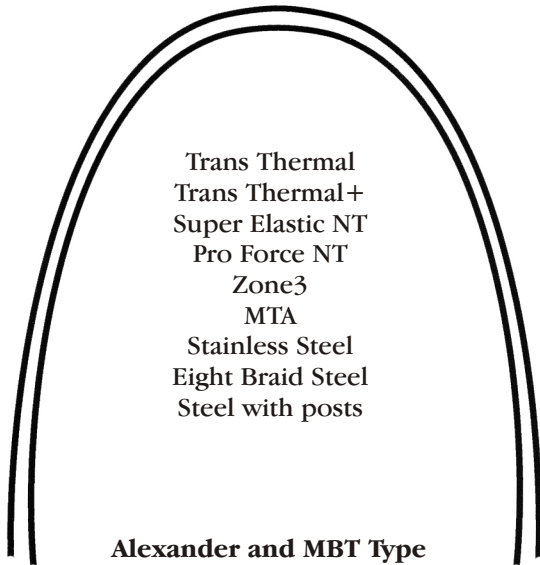 Trans Thermal
Trans Thermal+
Super Elastic NT
Pro Force NT
Zone3
MTA
Stainless Steel
Eight Braid Steel
Steel with posts
Alexander and MBT Type